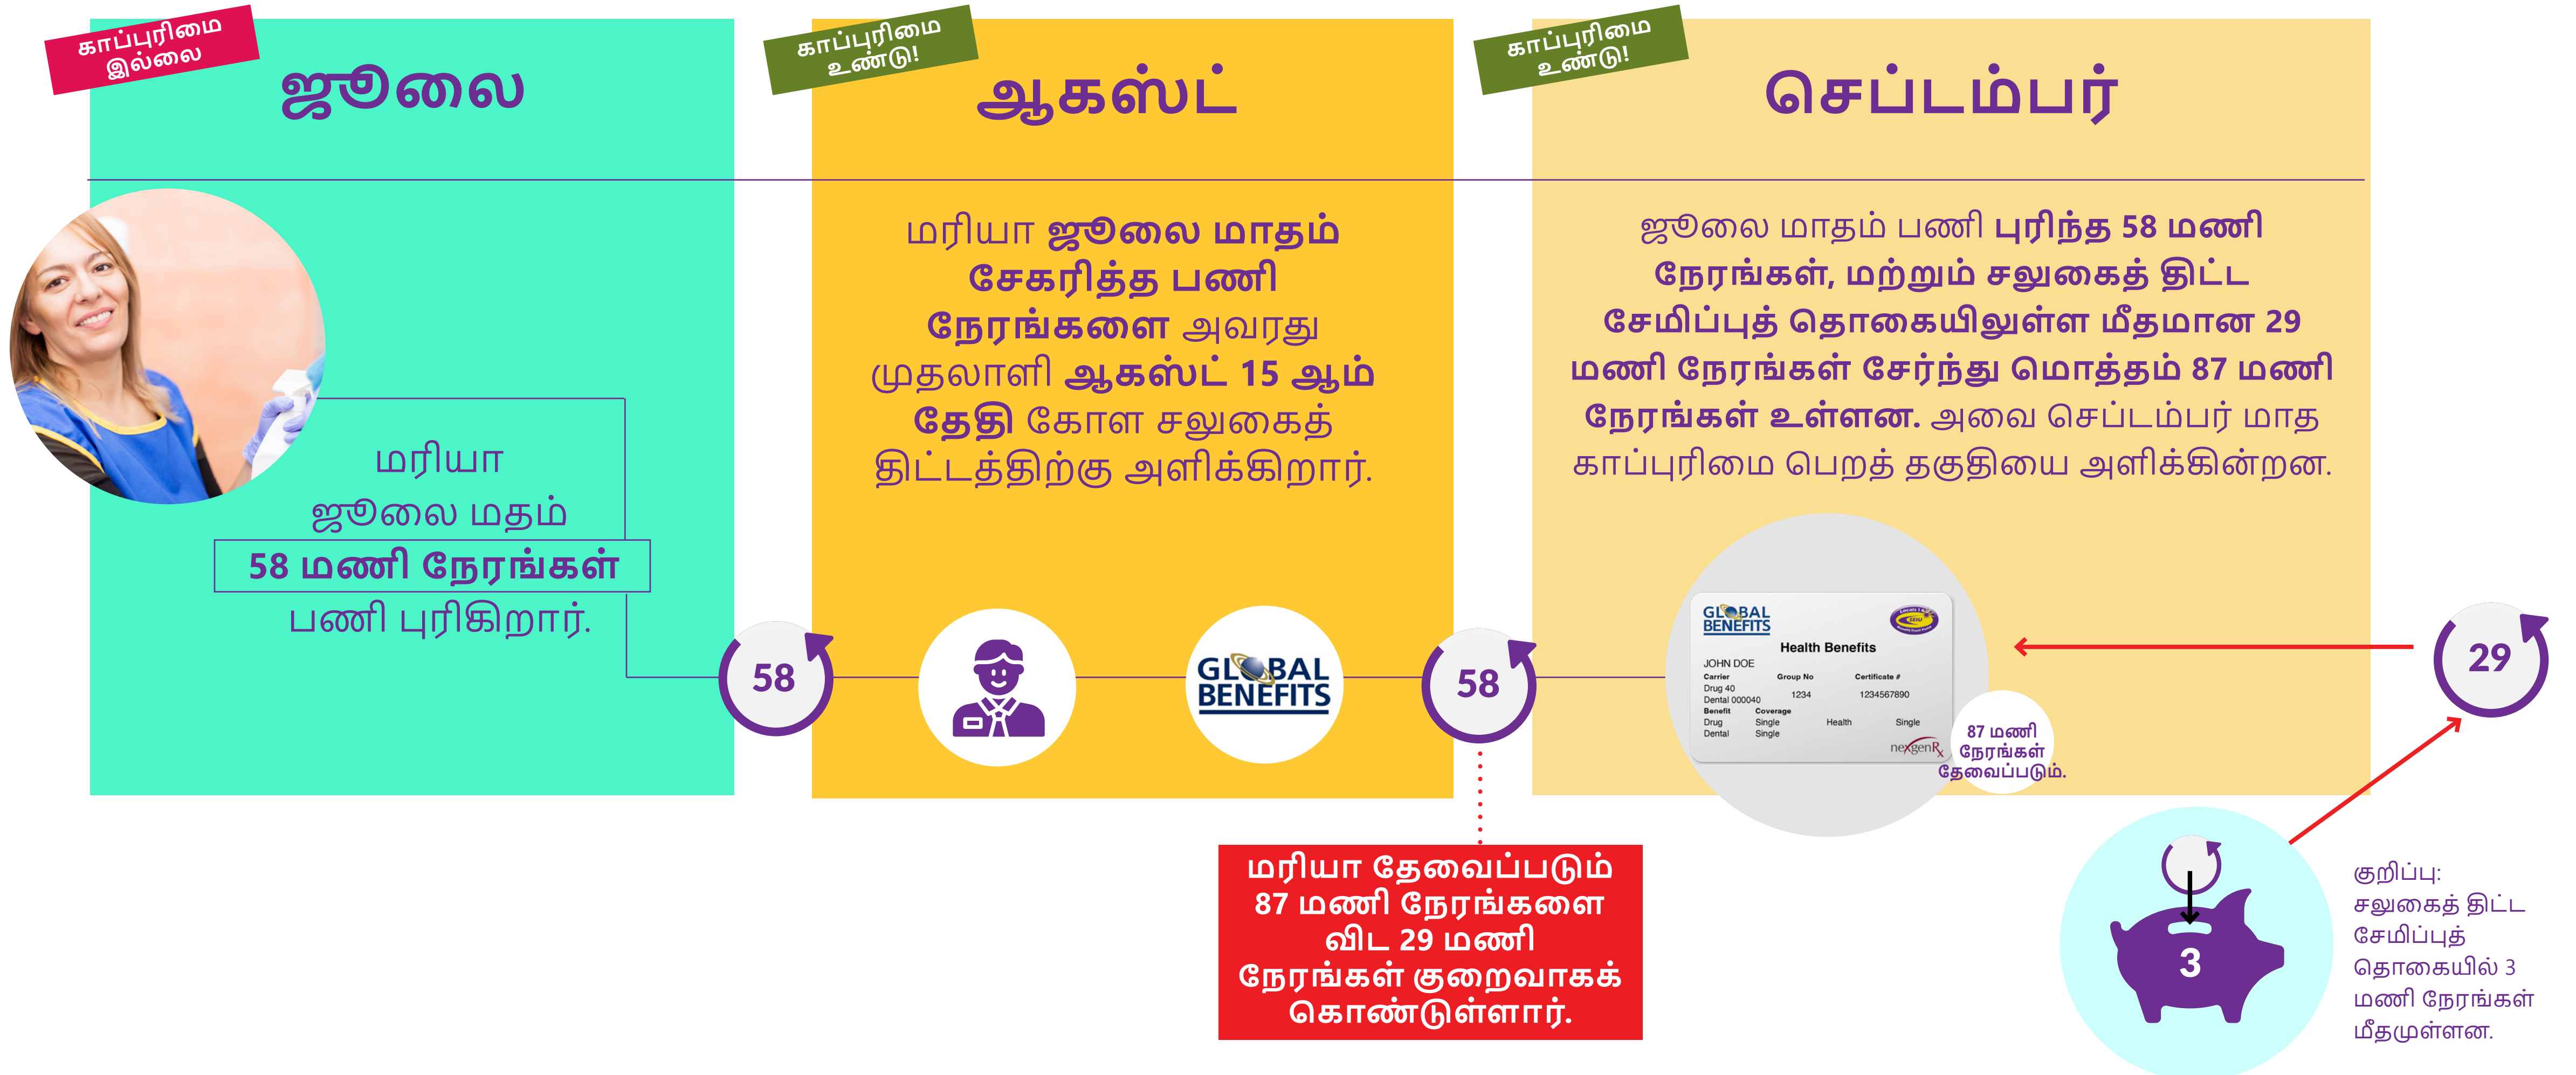 காப்புரிமை
இல்லை
ஜூலை
மரியா
ஜூலை மதம்
58 மணி நேரங்கள்
பணி புரிகிறார்.
58
காப்புரிமை
உண்டு!
ஆகஸ்ட்
மரியா ஜூலை மாதம்
சேகரித்த பணி
நேரங்களை அவரது
முதலாளி ஆகஸ்ட் 15 ஆம்
தேதி கோள சலுகைத்
திட்டத்திற்கு அளிக்கிறார்.
GLOBAL
BENEFITS
58
மரியா தேவைப்படும்
87 மணி நேரங்களை
விட 29 மணி
நேரங்கள் குறைவாகக்
கொண்டுள்ளார்.
காப்புரிமை
உண்டு!
செப்டம்பர்
ஜூலை மாதம் பணி புரிந்த 58 மணி
நேரங்கள், மற்றும் சலுகைத் திட்ட
சேமிப்புத் தொகையிலுள்ள மீதமான 29
மணி நேரங்கள் சேர்ந்து மொத்தம் 87 மணி
நேரங்கள் உள்ளன. அவை செப்டம்பர் மாத
காப்புரிமை பெறத் தகுதியை அளிக்கின்றன.
GLOBAL
BENEFITS
SEIU
Health Benefits
JOHN DOE
Carrier Group No Certificate #
Drug 40
1234 1234567890
Dental 000040
Benefit Coverage
Drug Single Health Single
Dental Single
nexgenRx
87 மணி
நேரங்கள்
தேவைப்படும்.
29
3
குறிப்பு:
சலுகைத் திட்ட
சேமிப்புத்
தொகையில் 3
மணி நேரங்கள்
மீதமுள்ளன.